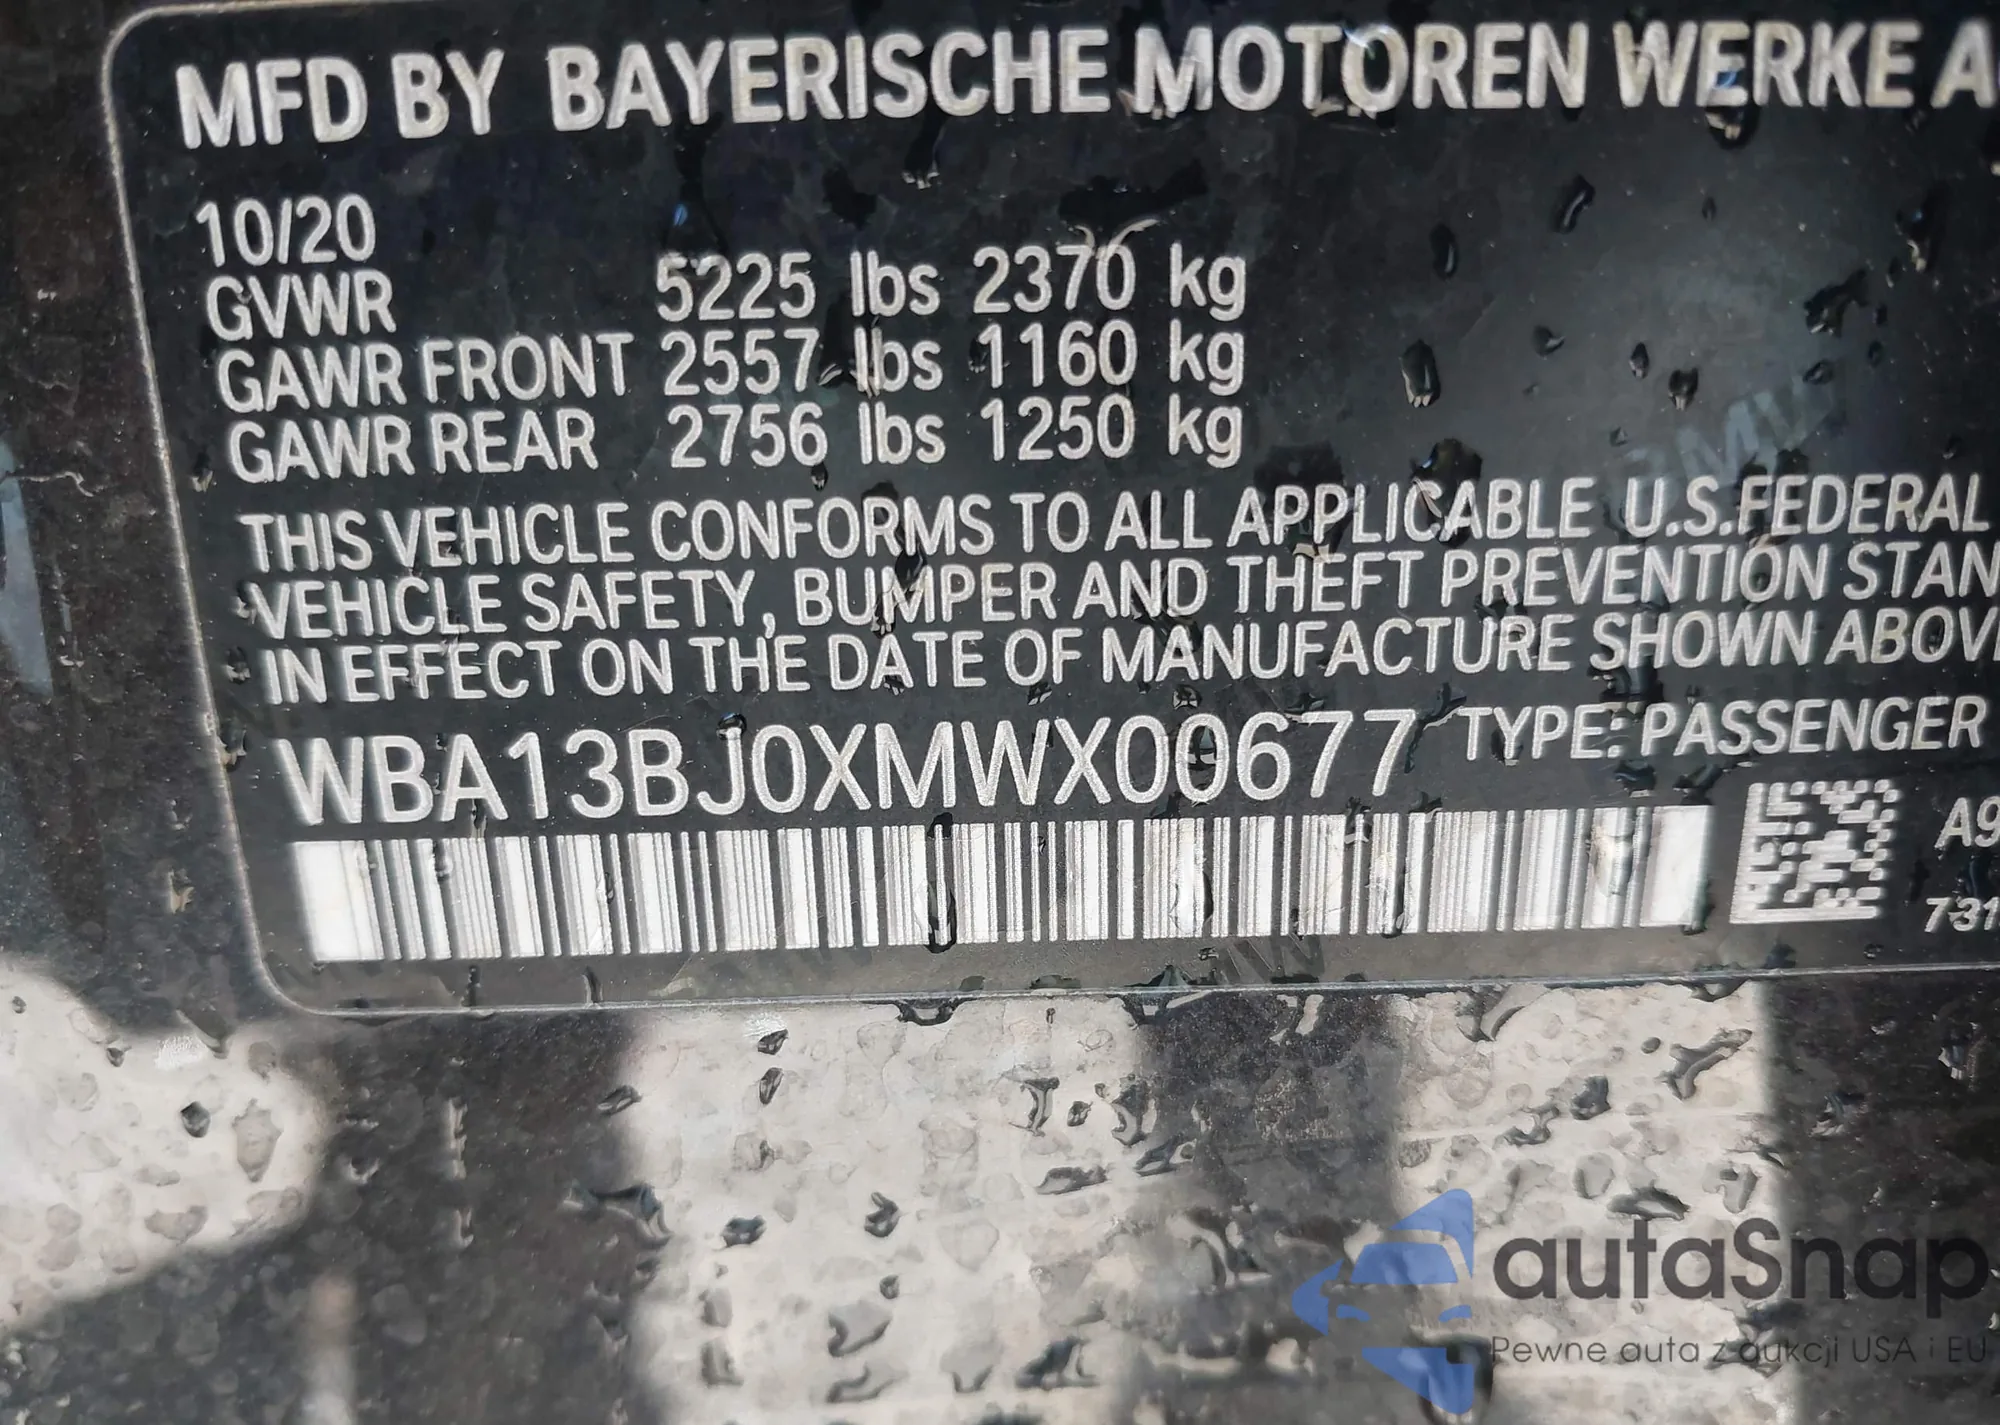 MFD BY BAYERISCHE MOTOREN WERKE
10/20
GVWR 5225 lbs 2370 kg
GAWR FRONT 2557 lbs 1160 kg
GAWR REAR 2756 lbs 1250 kg
THIS VEHICLE CONFORMS TO ALL APPLICABLE U.S.FEDERAL
VEHICLE SAFETY, BUMPER AND THEFT PREVENTION STAN
IN EFFECT ON THE DATE OF MANUFACTURE SHOWN ABOV
WBA13BJ0XMWX00677 TYPE: PASSENGER
A9
731
autaSnap
Pewne auta z aukcji USA i EU